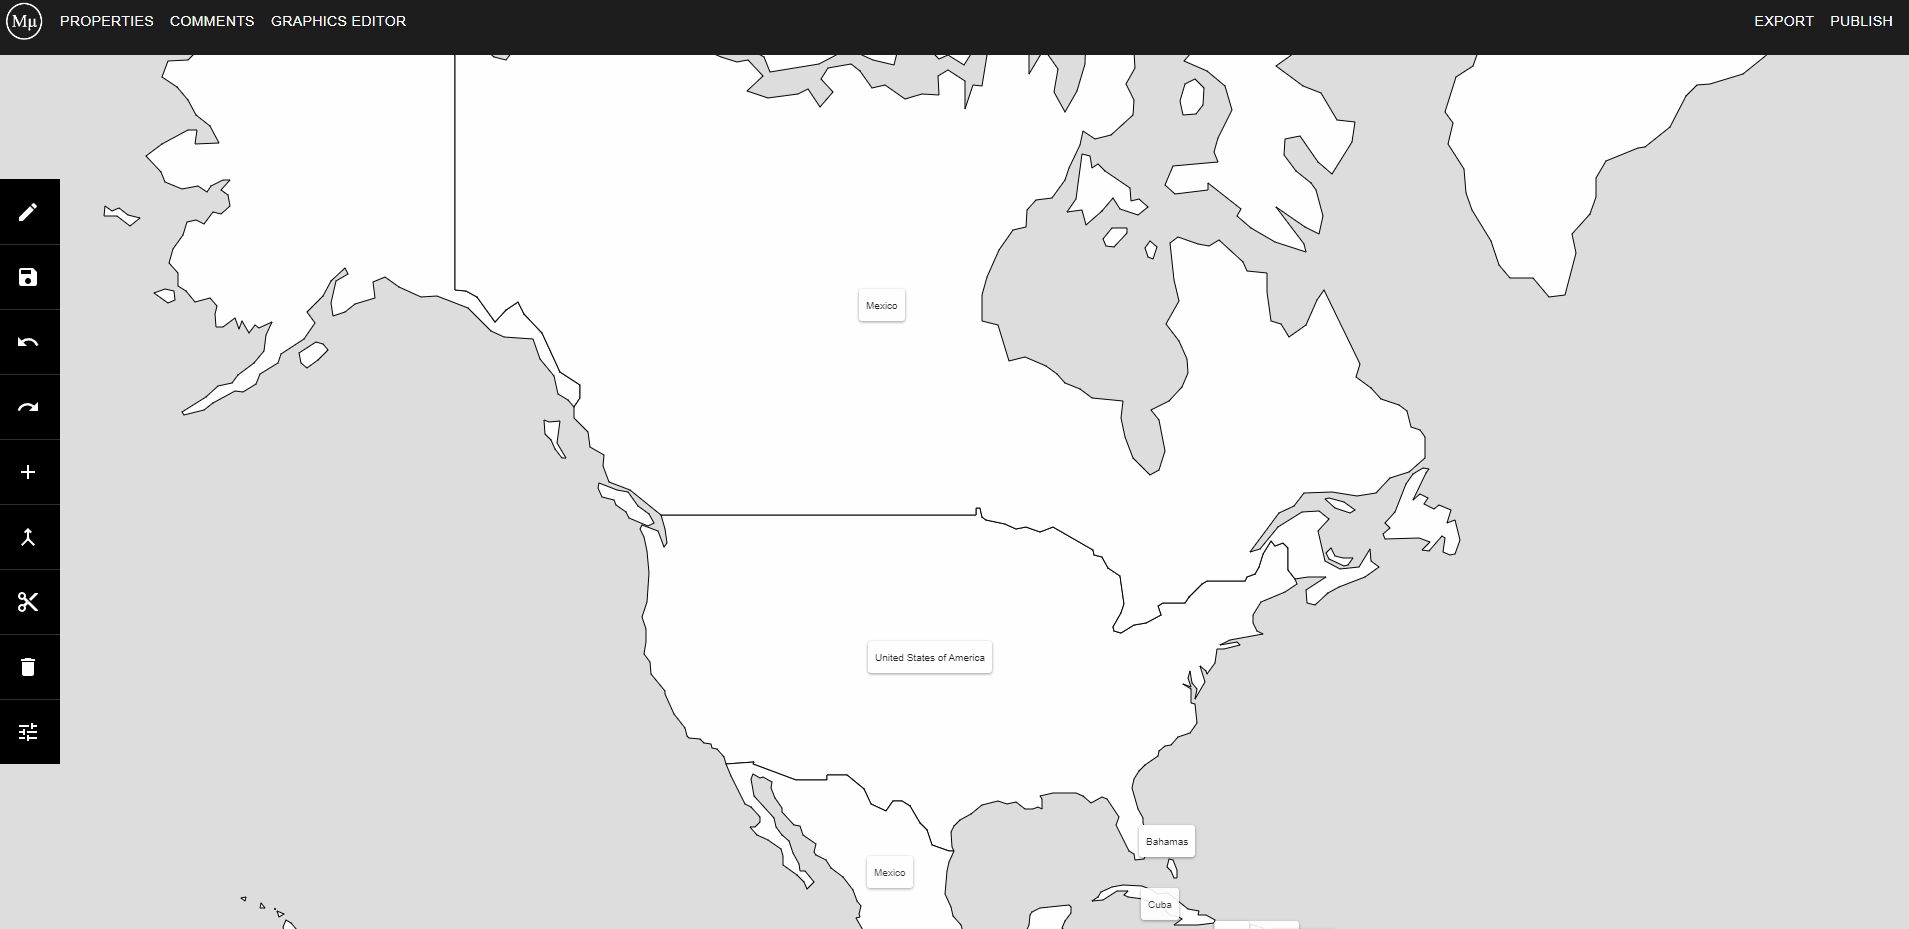 Mμ PROPERTIES COMMENTS GRAPHICS EDITOR EXPORT PUBLISH
Mexico
United States of America
Bahamas
Mexico
Cuba